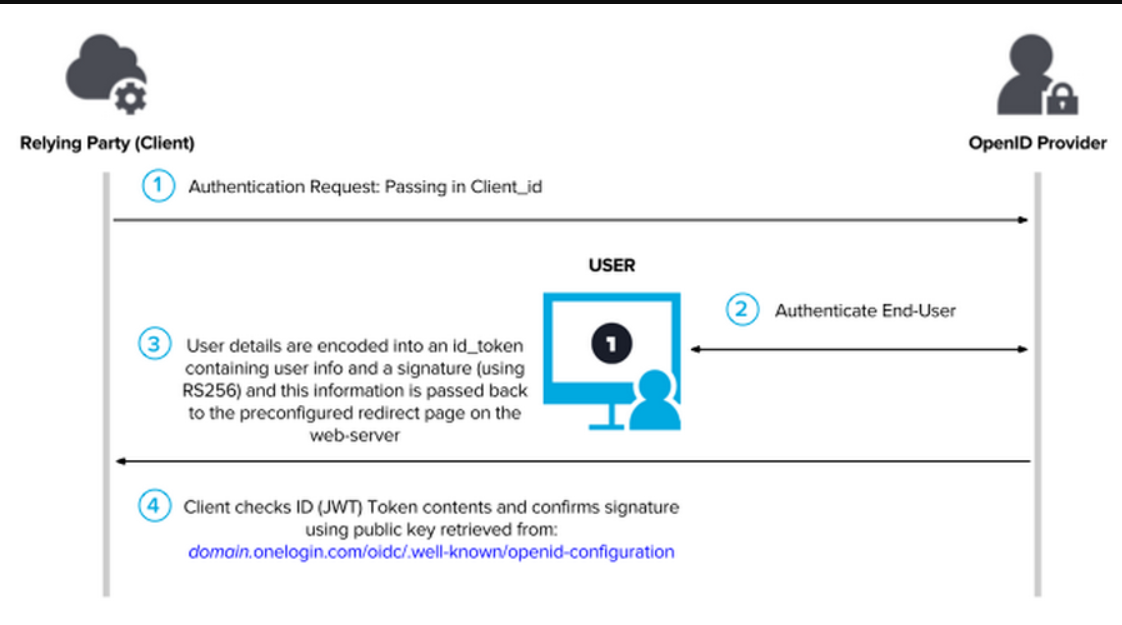 Relying Party (Client)
OpenID Provider
1 Authentication Request: Passing in Client_id
USER
1
2 Authenticate End-User
3 User details are encoded into an id_token
containing user info and a signature (using
RS256) and this information is passed back
to the preconfigured redirect page on the
web-server
4 Client checks ID (JWT) Token contents and confirms signature
using public key retrieved from:
domain.onelogin.com/oidc/.well-known/openid-configuration